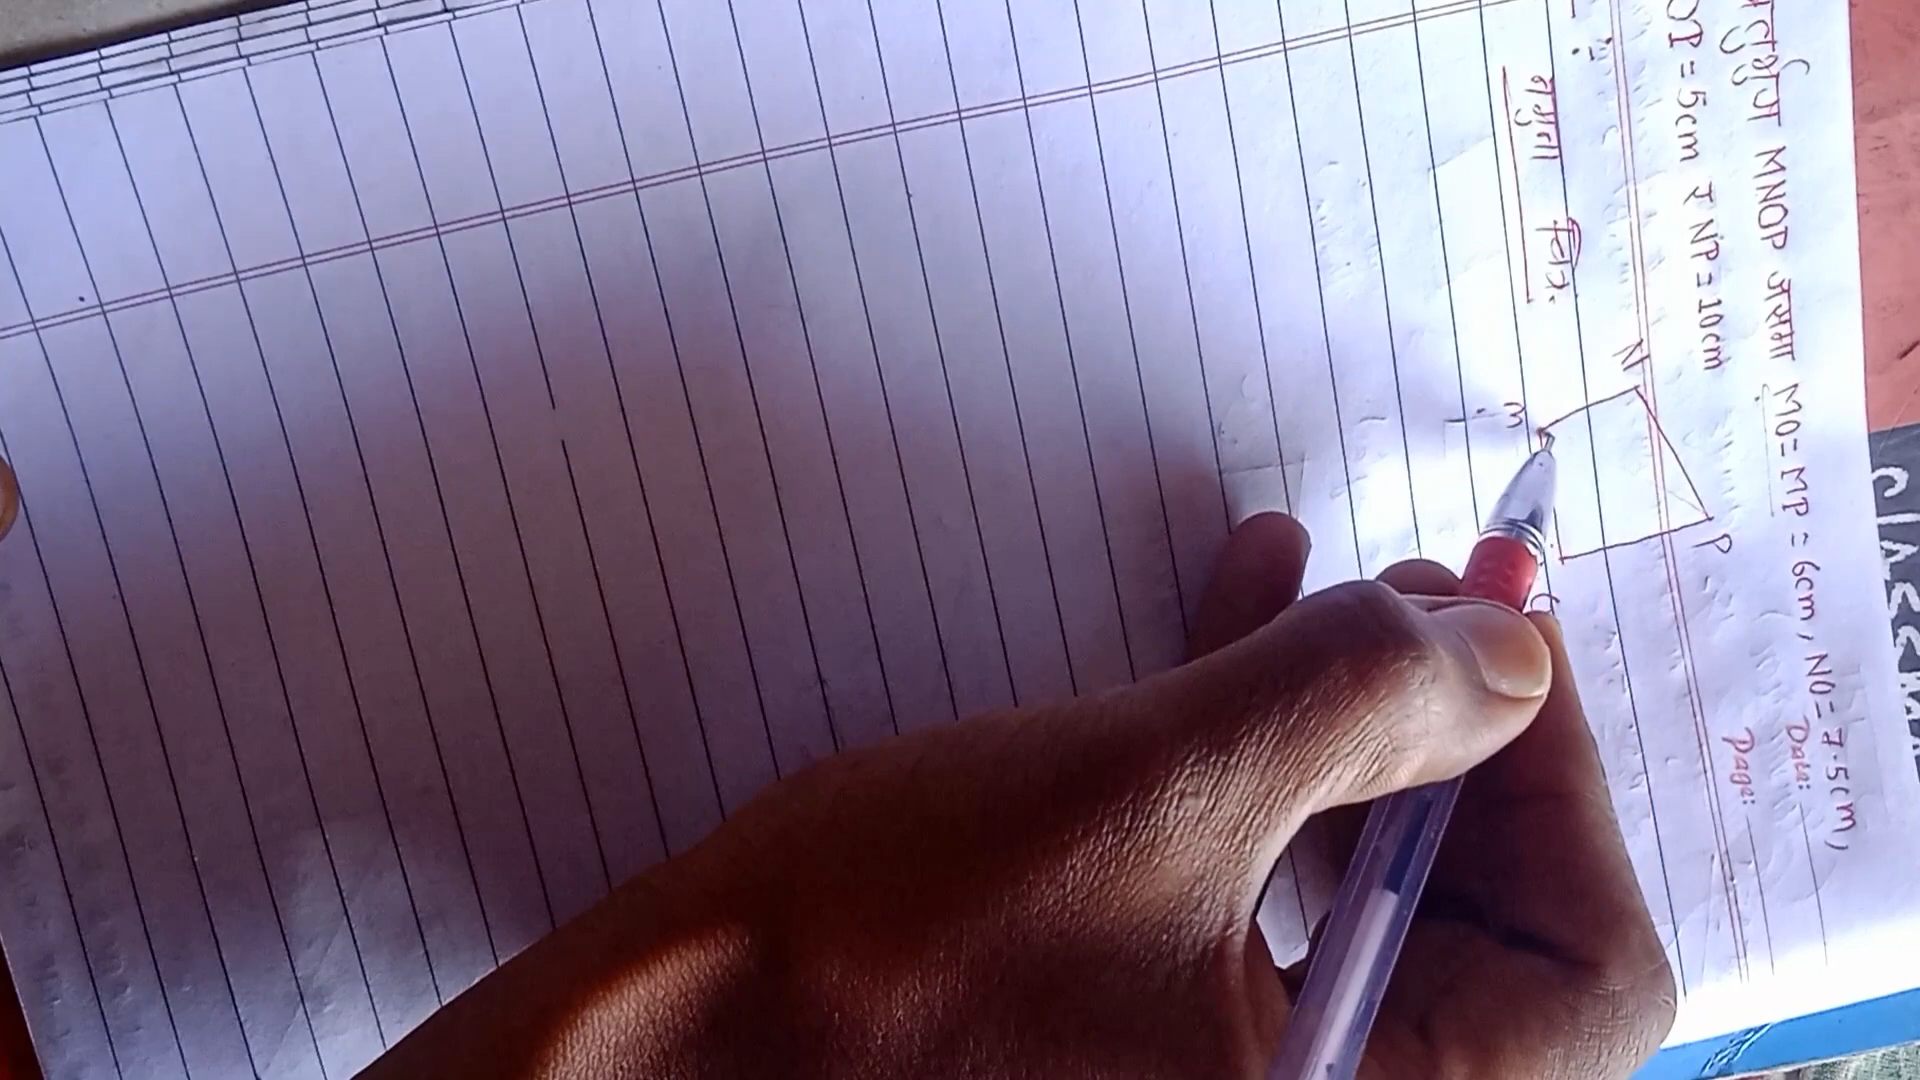 चतुर्भुज MNOP जसमा MO = MP = 6cm, NO = 7.5cm,
OP = 5cm र NP = 10cm
Date:
Page:
नमुना चित्र:
N
P
M